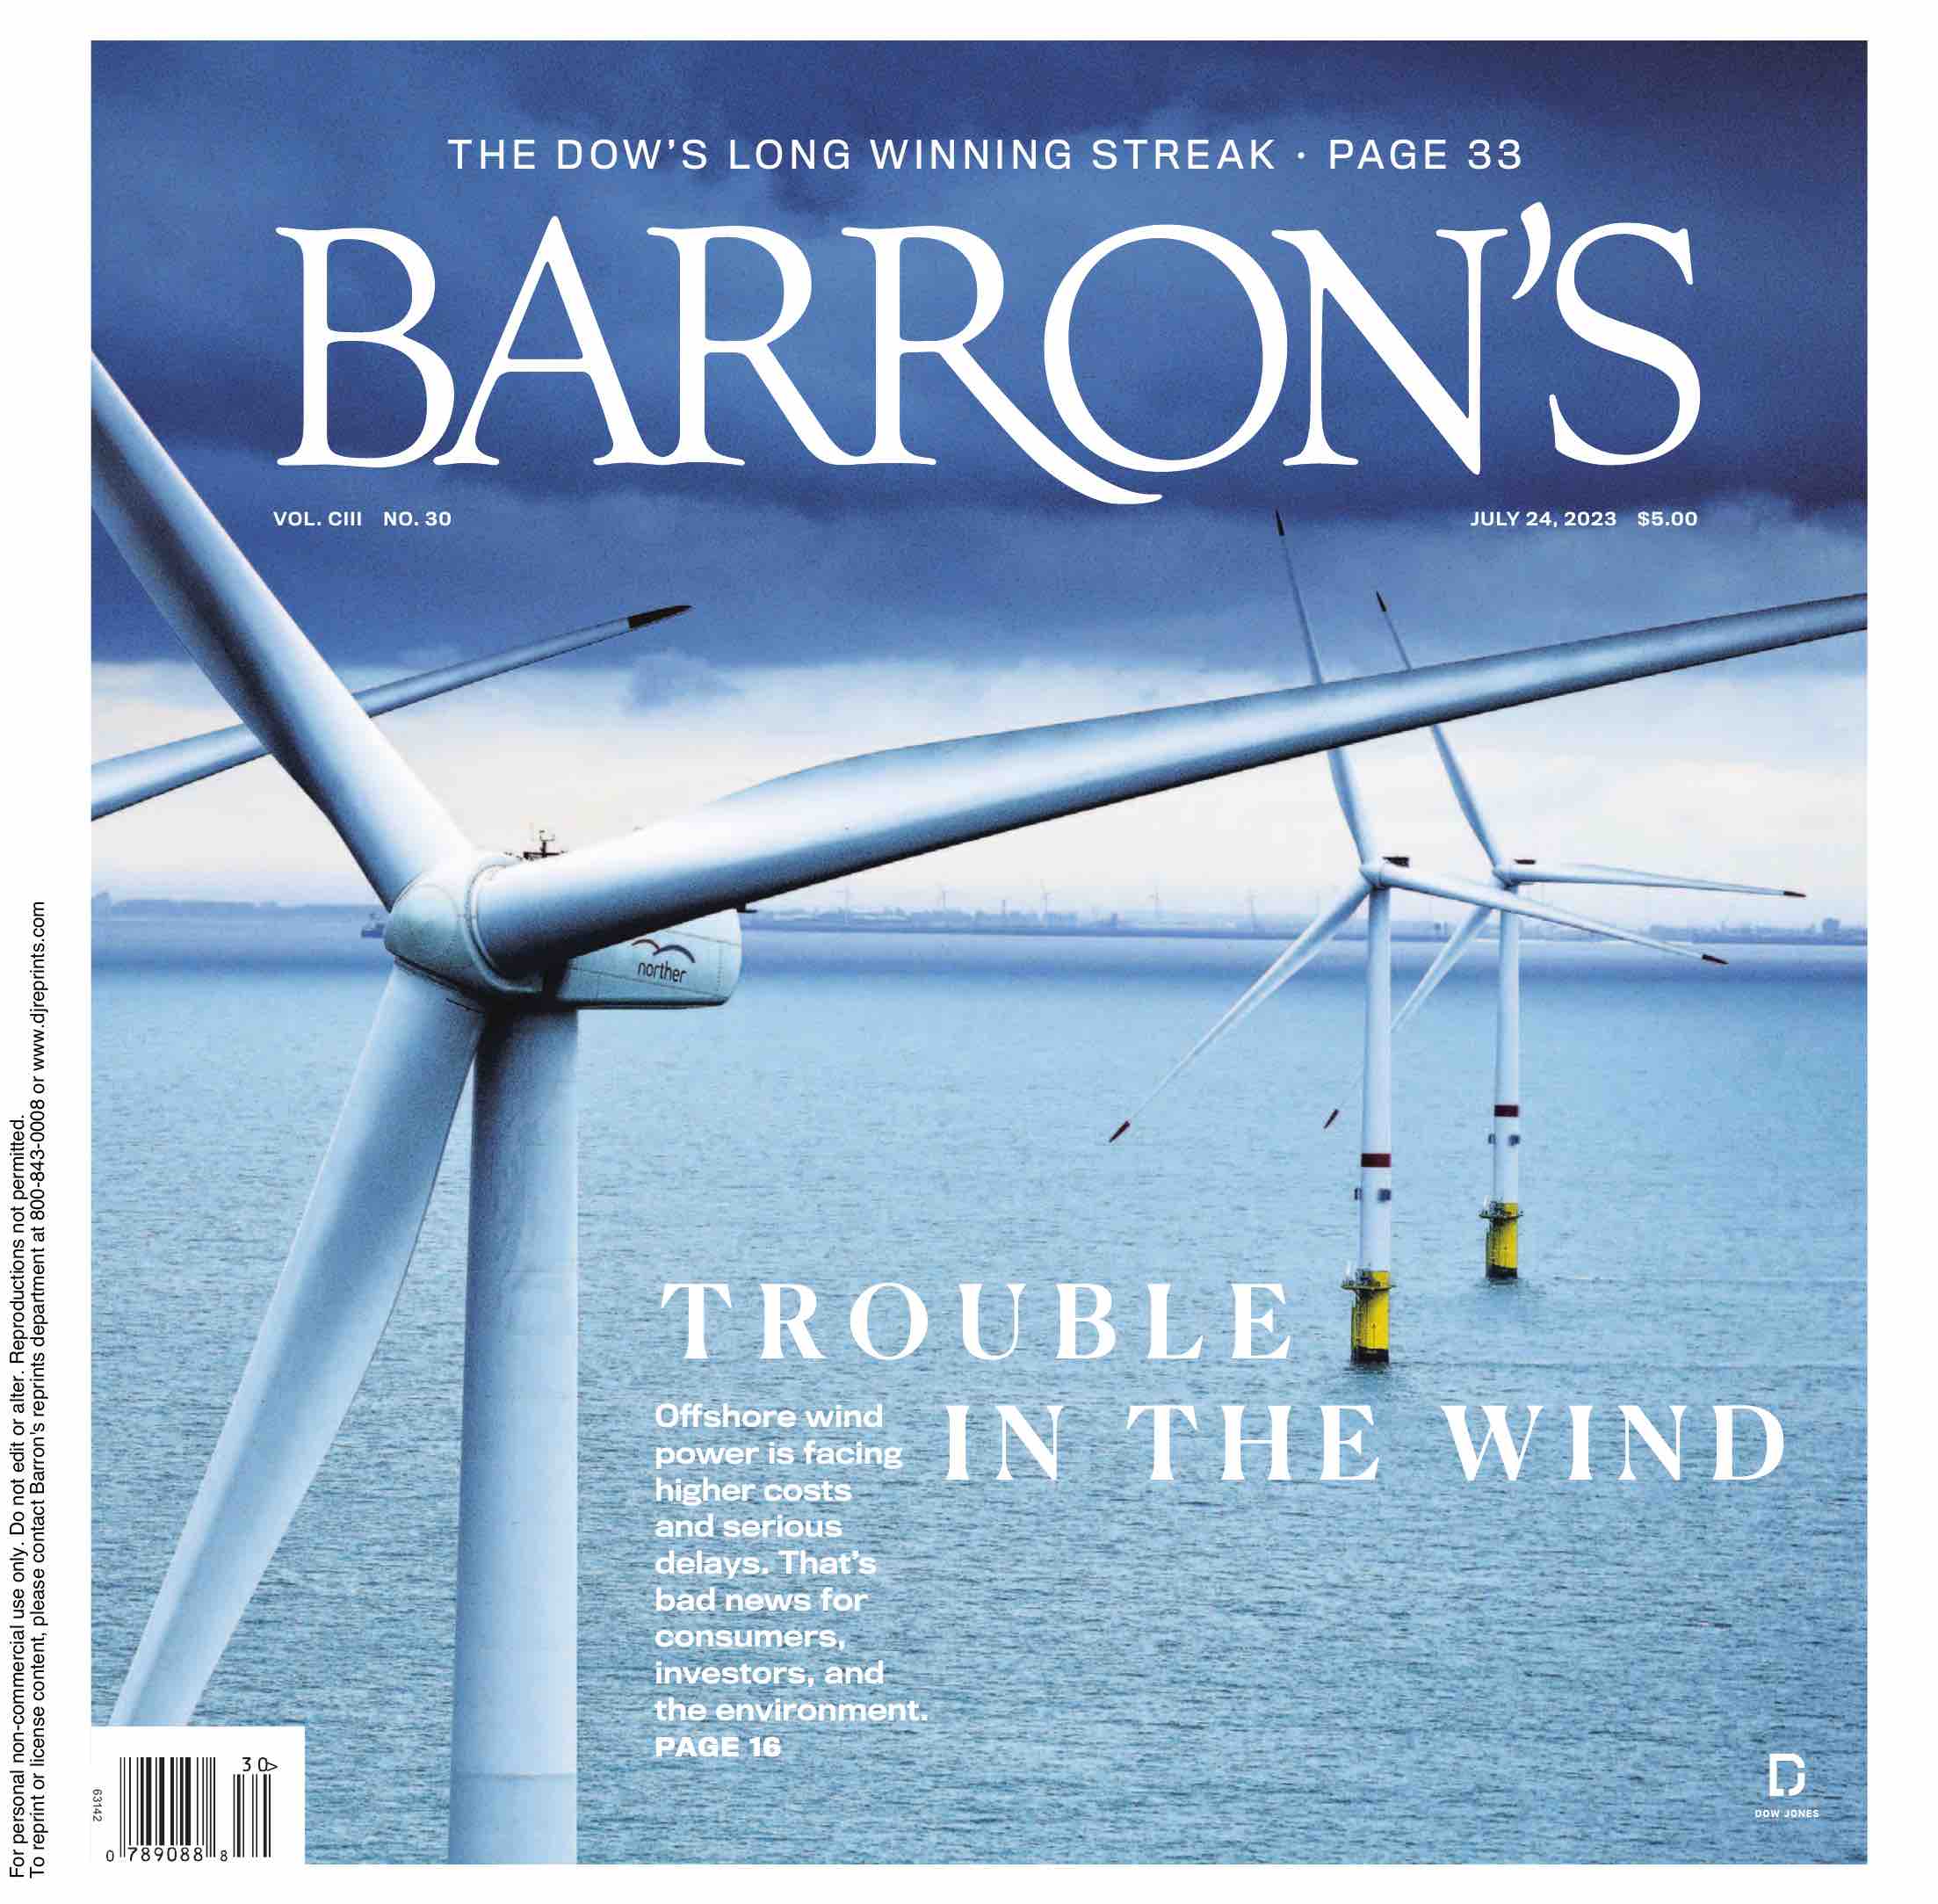 THE DOW'S LONG WINNING STREAK · PAGE 33
BARRON'S
VOL. CIII NO. 30
JULY 24, 2023 $5.00
norther
TROUBLE
IN THE WIND
Offshore wind
power is facing
higher costs
and serious
delays. That's
bad news for
consumers,
investors, and
the environment.
PAGE 16
For personal non-commercial use only. Do not edit or alter. Reproductions not permitted.
To reprint or license content, please contact Barron's reprints department at 800-843-0008 or www.djreprints.com
63142
30>
0 789088 8
DOW JONES